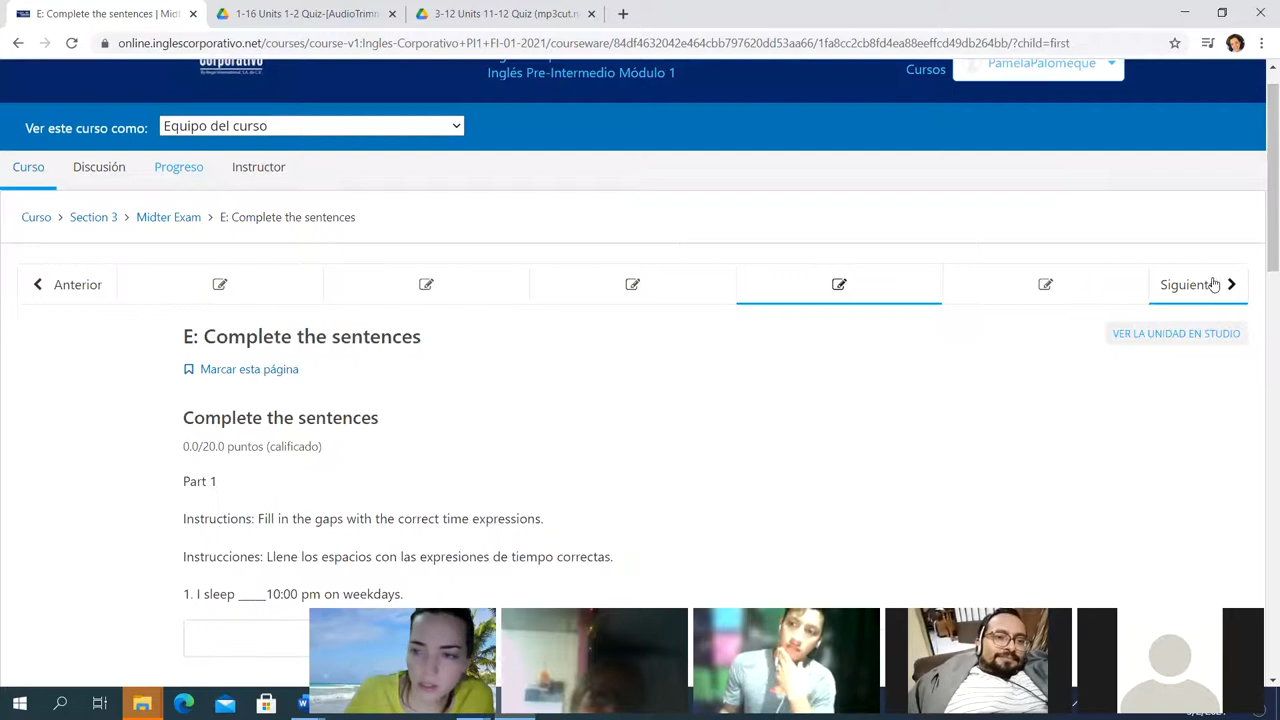 E: Complete the sentences | Midt
1-16 Units 1-2 Quiz-[AudioTrimm
3-12 Units 11-12 Quiz (mp3cut.n
online.inglescorporativo.net/courses/course-v1:Ingles-Corporativo+PI1+FI-01-2021/courseware/84df4632042e464cbb797620dd53aa66/1fa8cc2cb8fd4ea88eeffcd49db264bb/?child=first
corporativo
Inglés Pre-Intermedio Módulo 1
Cursos
PamelaPalomeque
Ver este curso como:
Equipo del curso
Curso
Discusión
Progreso
Instructor
Curso > Section 3 > Midter Exam > E: Complete the sentences
Anterior
Siguiente
E: Complete the sentences
VER LA UNIDAD EN STUDIO
Marcar esta página
Complete the sentences
0.0/20.0 puntos (calificado)
Part 1
Instructions: Fill in the gaps with the correct time expressions.
Instrucciones: Llene los espacios con las expresiones de tiempo correctas.
1. I sleep _____10:00 pm on weekdays.